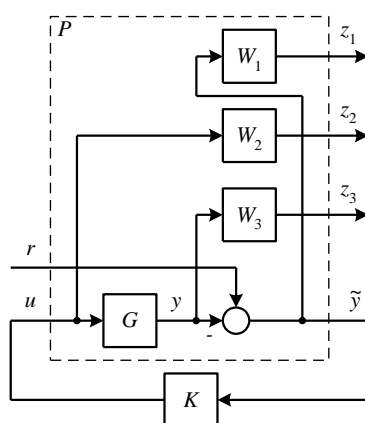 P
W₁ z₁
W₂ z₂
W₃ z₃
r
u G y - ỹ
K